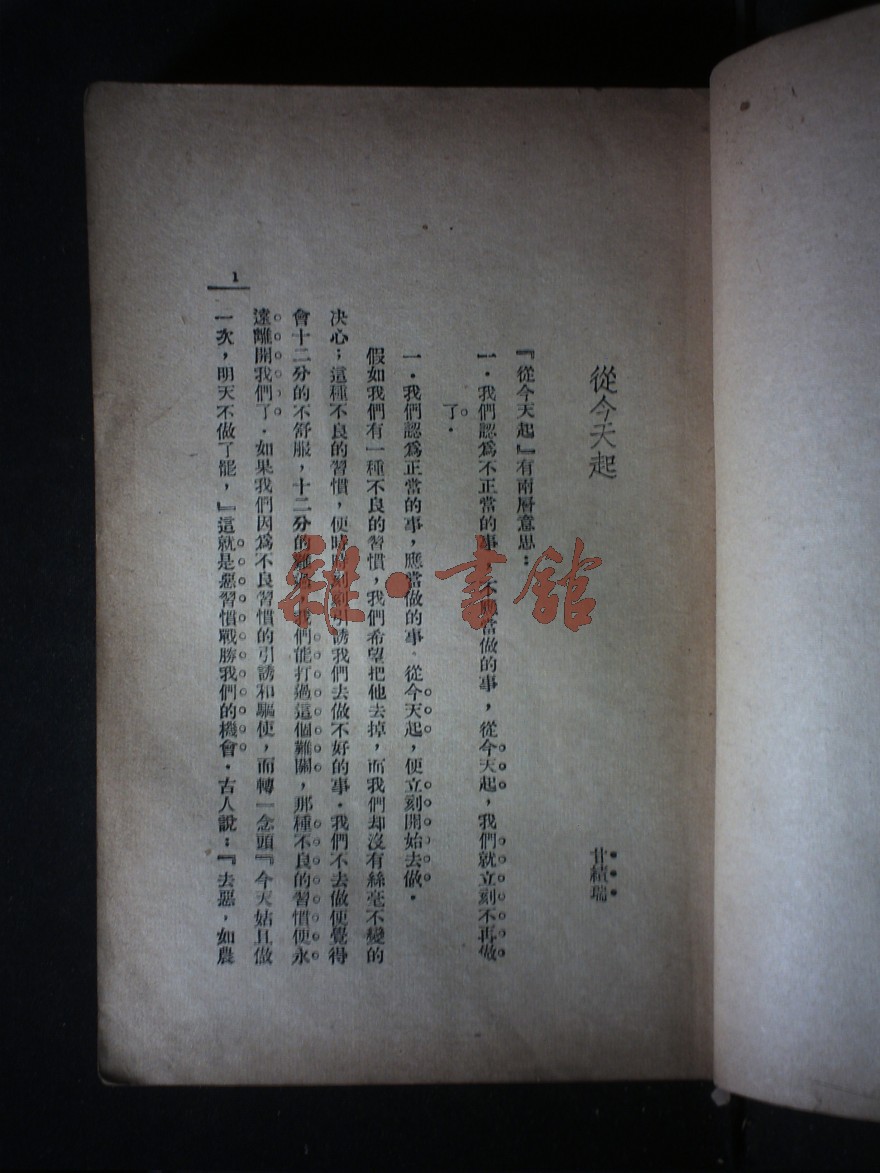 從今天起
甘績瑞
『從今天起』有兩層意思：
一．我們認爲不正當的事，不應當做的事，從今天起，我們就立刻不再做
了．
一．我們認爲正當的事，應當做的事．從今天起，便立刻開始去做．
假如我們有一種不良的習慣，我們希望把他去掉，而我們却沒有絲毫不變的
决心；這種不良的習慣，便時時刻刻引誘我們去做不好的事．我們不去做便覺得
會十二分的不舒服，十二分的難過，我們能打過這個難關，那種不良的習慣便永
遠離開我們了．如果我們因爲不良習慣的引誘和驅使，而轉一念頭『今天姑且做
一次，明天不做了罷，』這就是惡習慣戰勝我們的機會．古人說：『去惡，如農
1
雜·書館